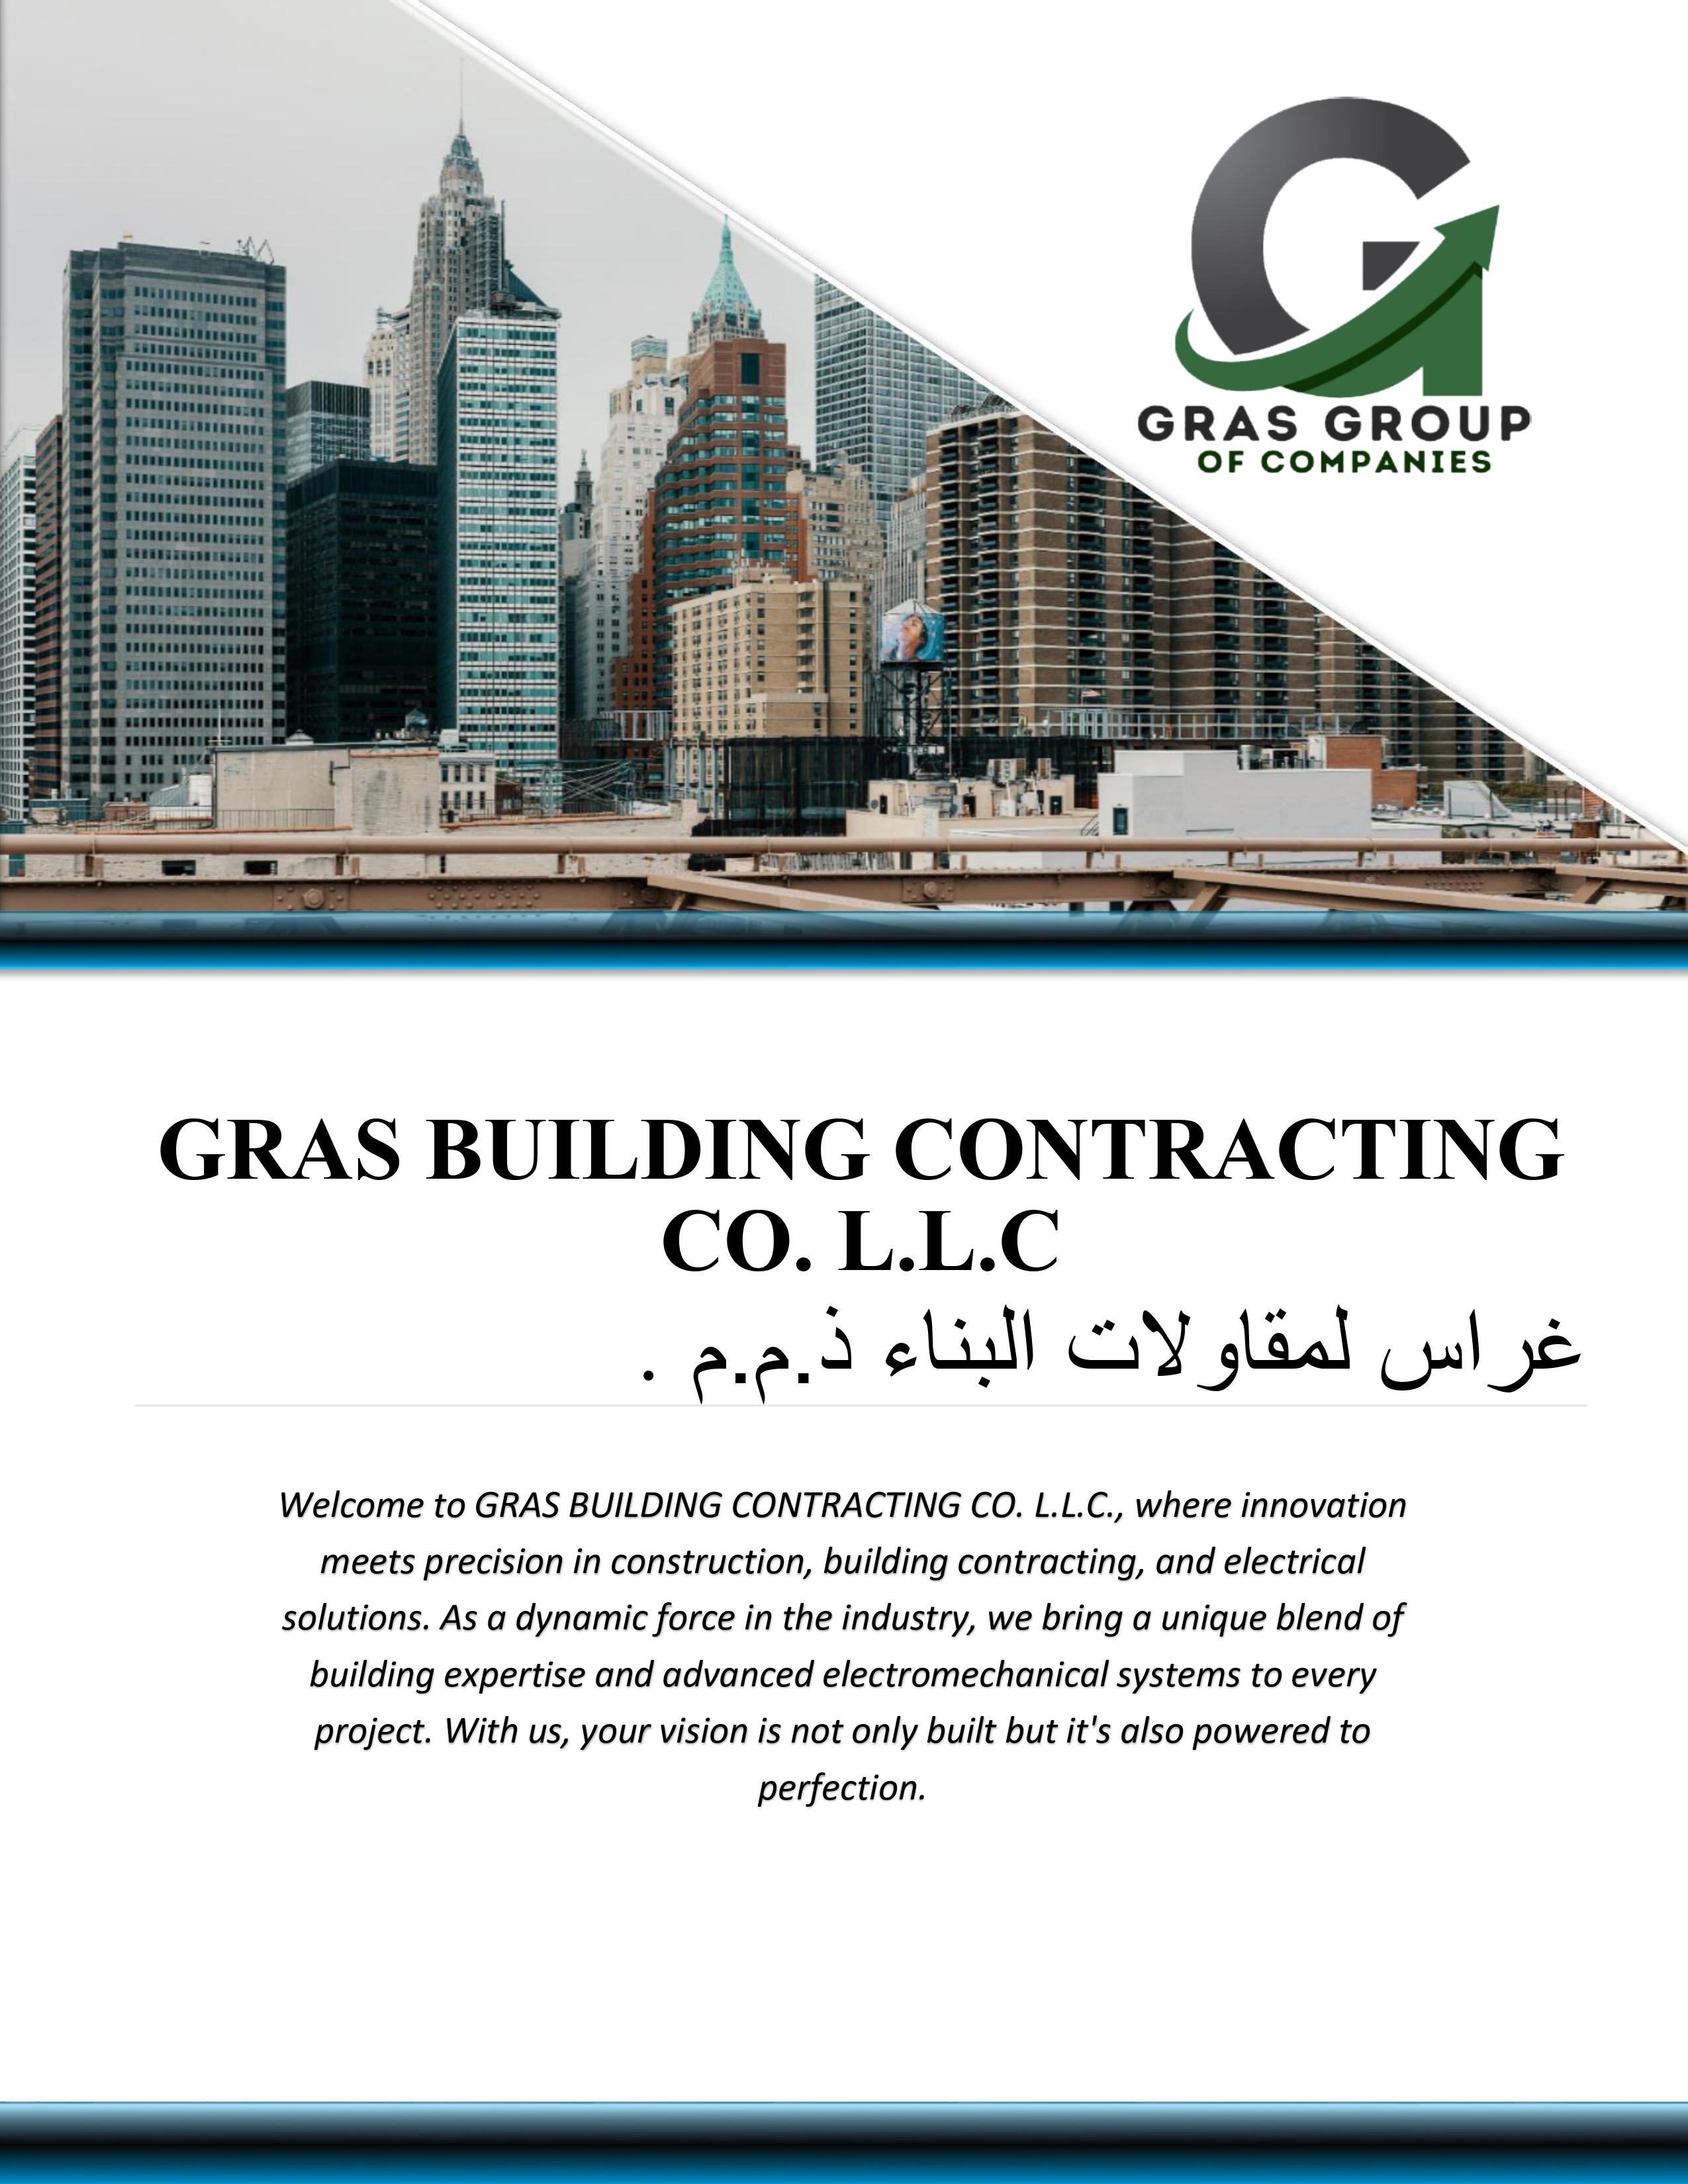 GRAS GROUP
OF COMPANIES
GRAS BUILDING CONTRACTING
CO. L.L.C
غراس لمقاولات البناء ذ.م.م .
Welcome to GRAS BUILDING CONTRACTING CO. L.L.C., where innovation
meets precision in construction, building contracting, and electrical
solutions. As a dynamic force in the industry, we bring a unique blend of
building expertise and advanced electromechanical systems to every
project. With us, your vision is not only built but it's also powered to
perfection.